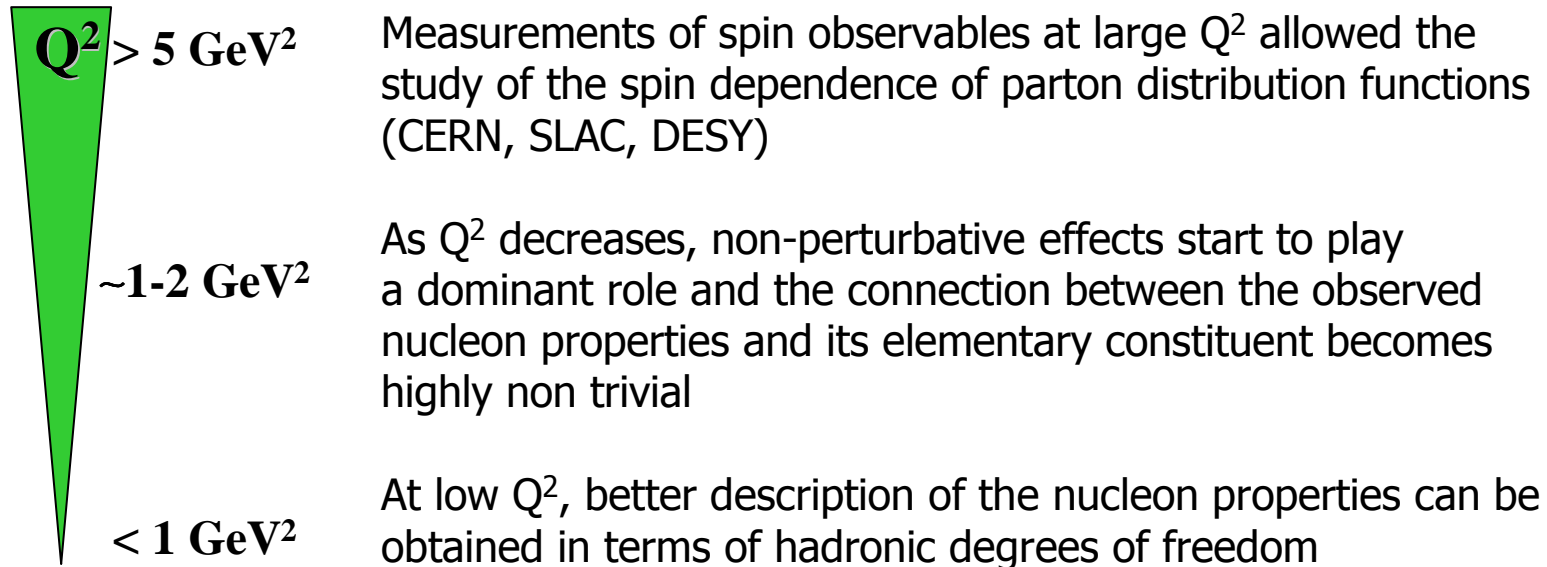 Q² > 5 GeV²
Measurements of spin observables at large Q² allowed the
study of the spin dependence of parton distribution functions
(CERN, SLAC, DESY)
~1-2 GeV²
As Q² decreases, non-perturbative effects start to play
a dominant role and the connection between the observed
nucleon properties and its elementary constituent becomes
highly non trivial
< 1 GeV²
At low Q², better description of the nucleon properties can be
obtained in terms of hadronic degrees of freedom